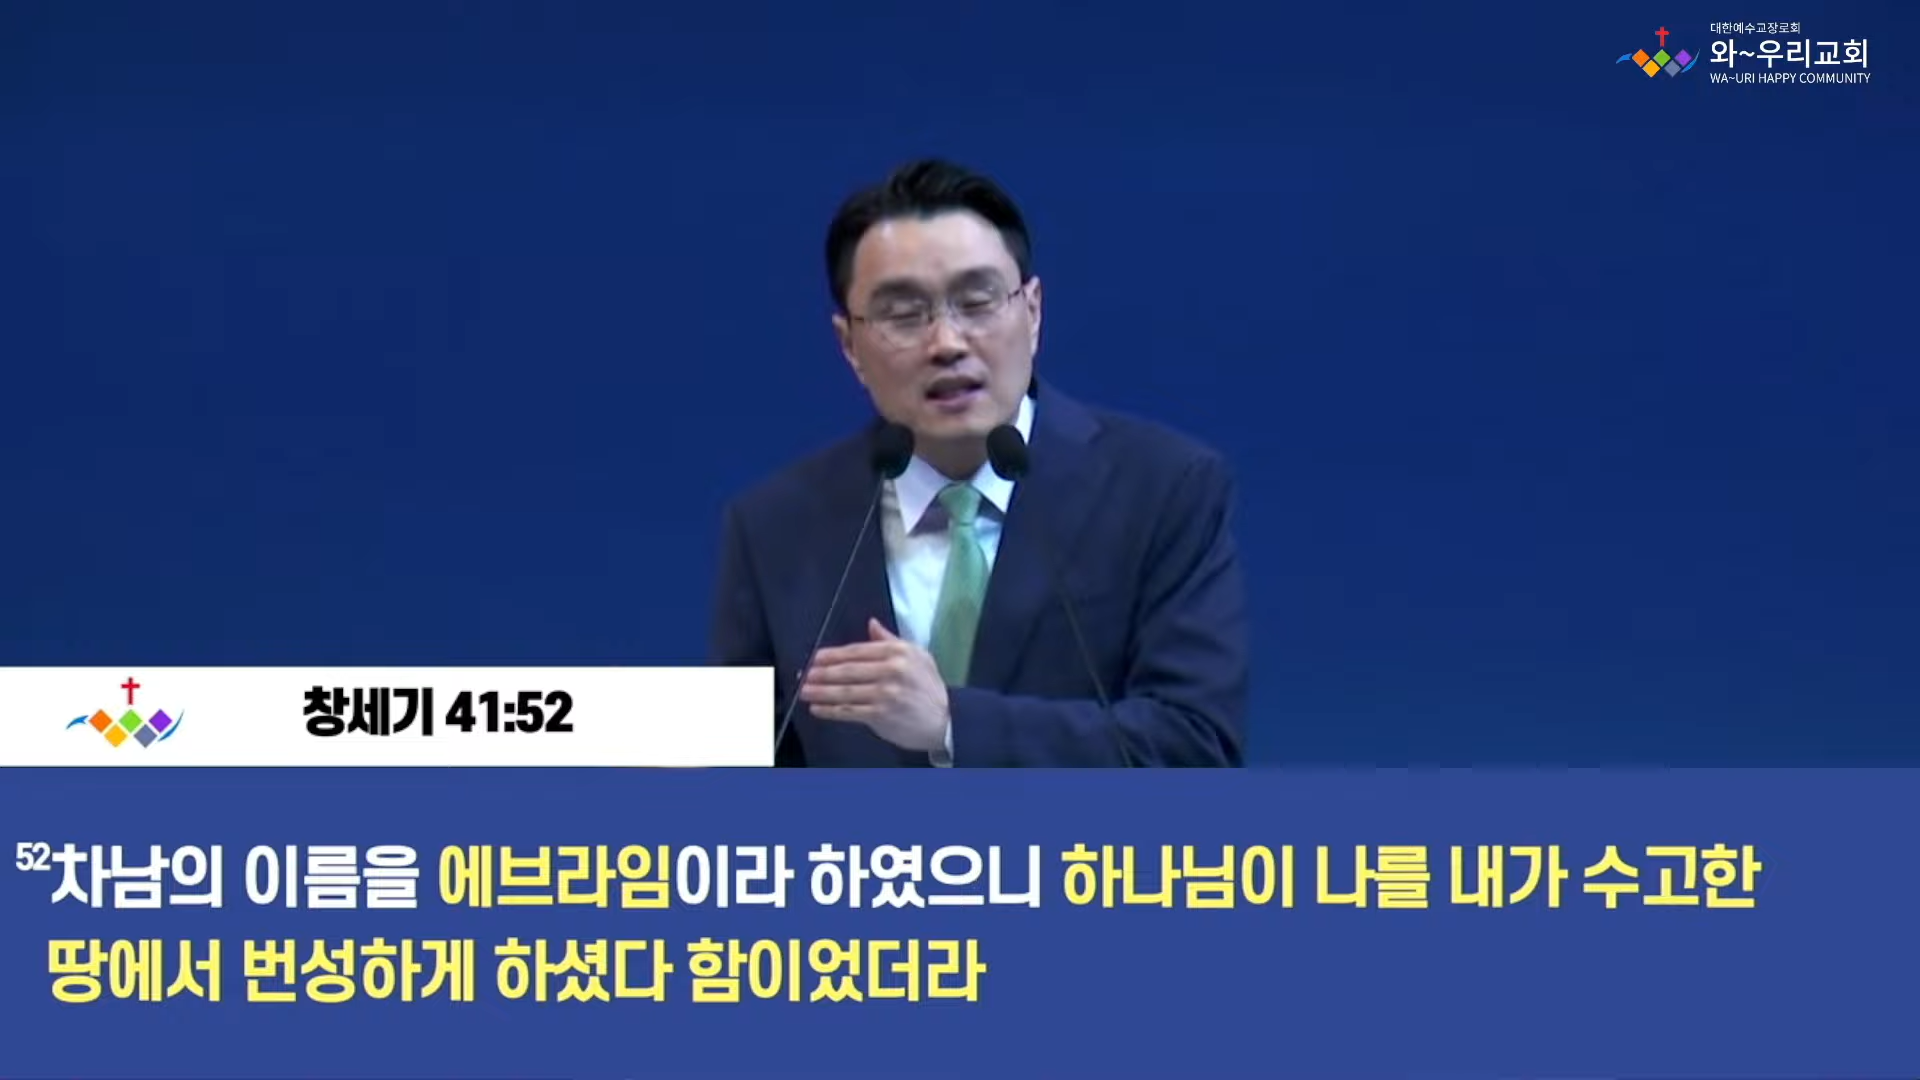 대한예수교장로회
와~우리교회
WA~URI HAPPY COMMUNITY
창세기 41:52
52차남의 이름을 에브라임이라 하였으니 하나님이 나를 내가 수고한
땅에서 번성하게 하셨다 함이었더라